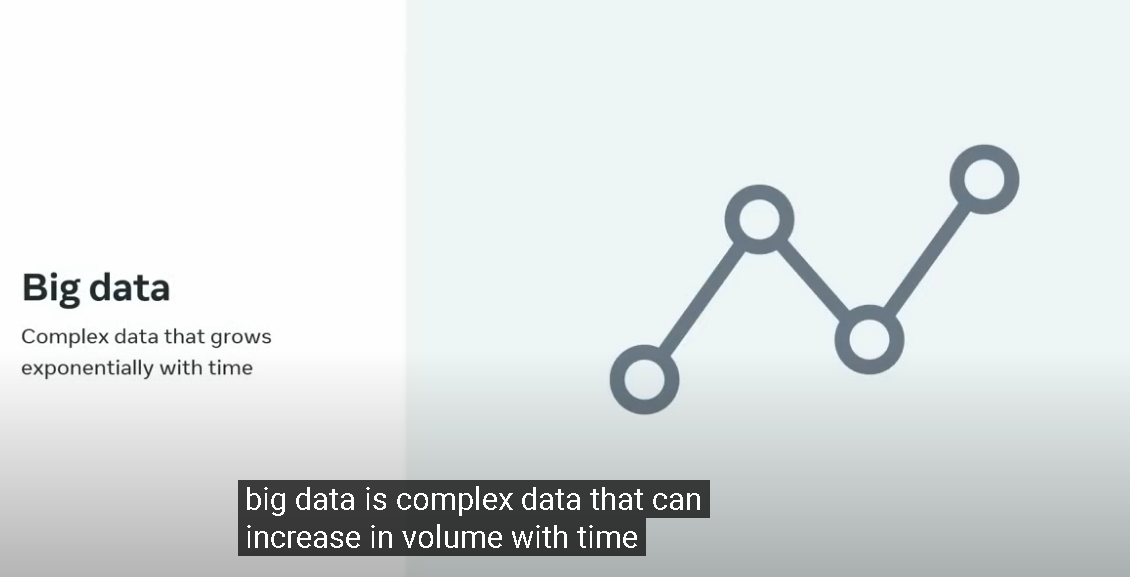 Big data
Complex data that grows
exponentially with time
big data is complex data that can
increase in volume with time